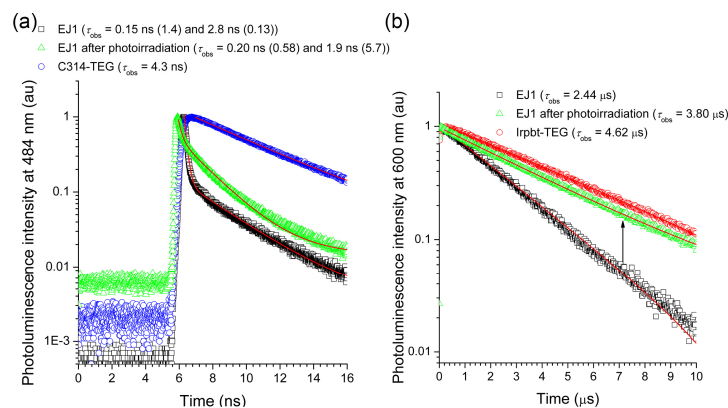 (a)
EJ1 (τobs = 0.15 ns (1.4) and 2.8 ns (0.13))
EJ1 after photoirradiation (τobs = 0.20 ns (0.58) and 1.9 ns (5.7))
C314-TEG (τobs = 4.3 ns)
Photoluminescence intensity at 484 nm (au)
1
0.1
0.01
1E-3
0 2 4 6 8 10 12 14 16
Time (ns)
(b)
EJ1 (τobs = 2.44 μs)
EJ1 after photoirradiation (τobs = 3.80 μs)
Irpbt-TEG (τobs = 4.62 μs)
Photoluminescence intensity at 600 nm (au)
1
0.1
0.01
0 1 2 3 4 5 6 7 8 9 10
Time (μs)